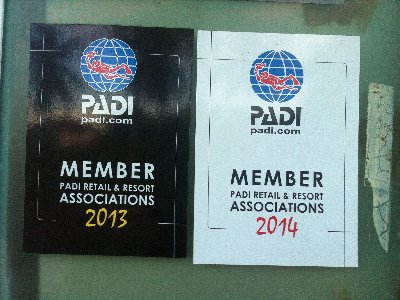 PADI
padi.com
MEMBER
PADI RETAIL & RESORT
ASSOCIATIONS
2013
PADI
padi.com
MEMBER
PADI RETAIL & RESORT
ASSOCIATIONS
2014